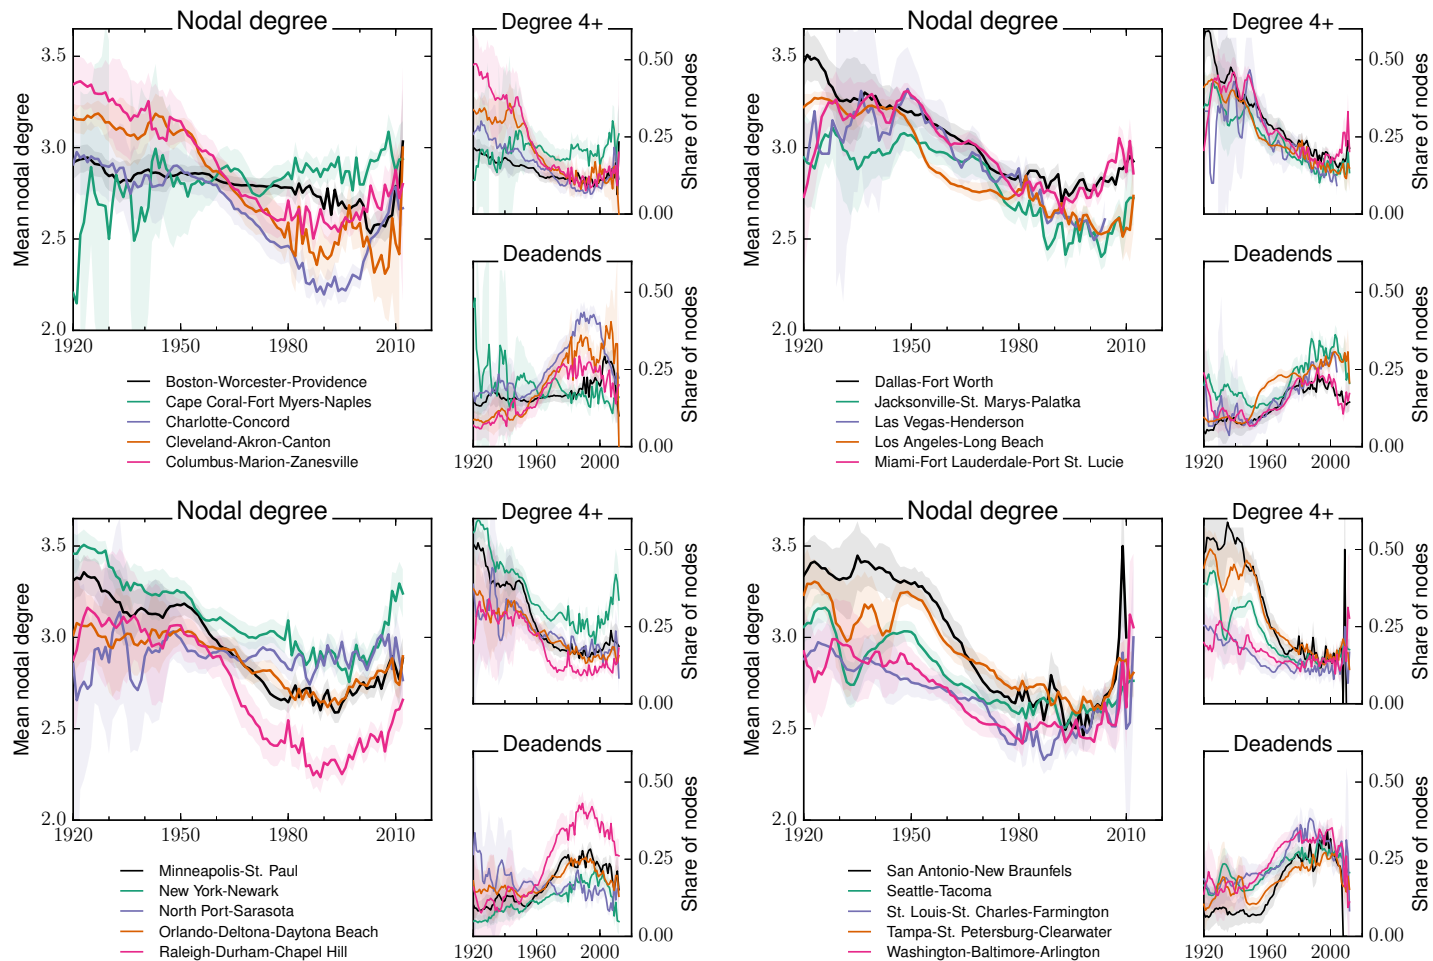 Nodal degree
Degree 4+
Mean nodal degree
3.5
3.0
2.5
2.0
1920
1950
1980
2010
0.50
0.25
0.00
Share of nodes
Deadends
0.50
0.25
0.00
Share of nodes
1920
1960
2000
Boston-Worcester-Providence
Cape Coral-Fort Myers-Naples
Charlotte-Concord
Cleveland-Akron-Canton
Columbus-Marion-Zanesville
Nodal degree
Degree 4+
Mean nodal degree
3.5
3.0
2.5
2.0
1920
1950
1980
2010
0.50
0.25
0.00
Share of nodes
Deadends
0.50
0.25
0.00
Share of nodes
1920
1960
2000
Dallas-Fort Worth
Jacksonville-St. Marys-Palatka
Las Vegas-Henderson
Los Angeles-Long Beach
Miami-Fort Lauderdale-Port St. Lucie
Nodal degree
Degree 4+
Mean nodal degree
3.5
3.0
2.5
2.0
1920
1950
1980
2010
0.50
0.25
0.00
Share of nodes
Deadends
0.50
0.25
0.00
Share of nodes
1920
1960
2000
Minneapolis-St. Paul
New York-Newark
North Port-Sarasota
Orlando-Deltona-Daytona Beach
Raleigh-Durham-Chapel Hill
Nodal degree
Degree 4+
Mean nodal degree
3.5
3.0
2.5
2.0
1920
1950
1980
2010
0.50
0.25
0.00
Share of nodes
Deadends
0.50
0.25
0.00
Share of nodes
1920
1960
2000
San Antonio-New Braunfels
Seattle-Tacoma
St. Louis-St. Charles-Farmington
Tampa-St. Petersburg-Clearwater
Washington-Baltimore-Arlington